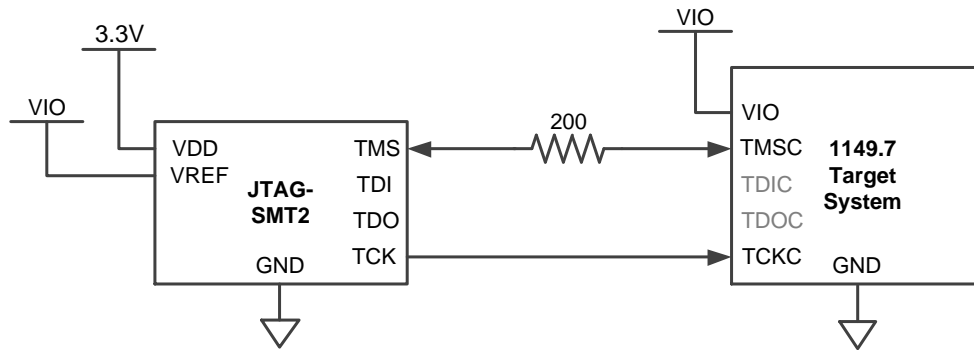 VIO
3.3V
VIO
200
VDD
VREF
JTAG-
SMT2
TMS
TDI
TDO
TCK
GND
VIO
TMSC
TDIC
TDOC
TCKC
1149.7
Target
System
GND